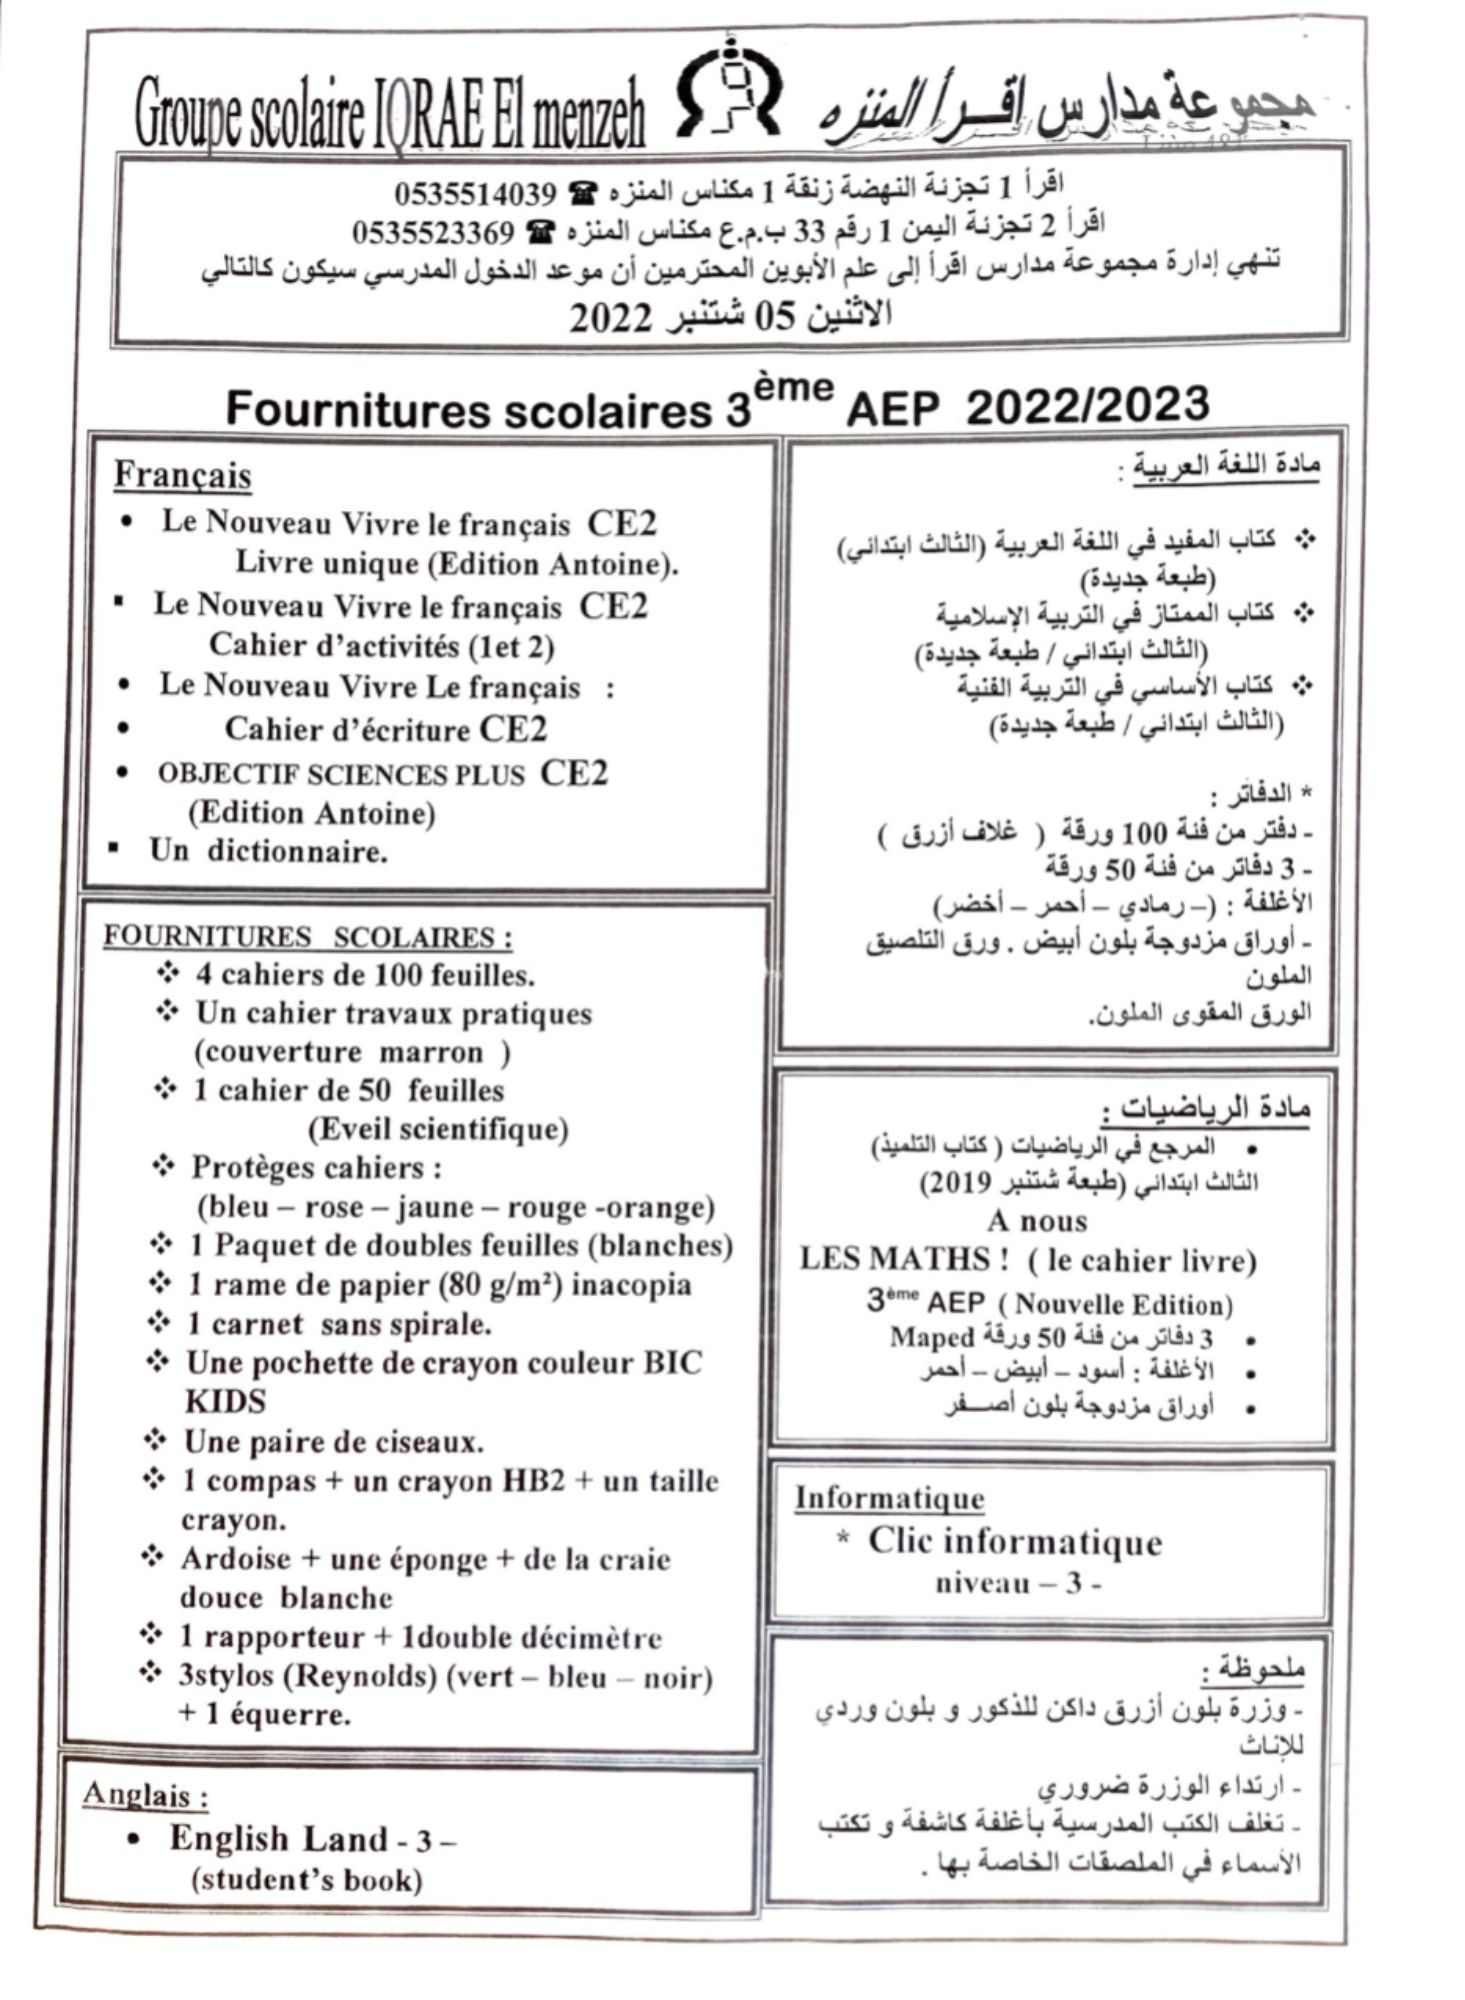 Groupe scolaire IQRAE El menzeh
مجموعة مدارس اقرأ المنزه
اقرأ 1 تجزئة النهضة زنقة 1 مكناس المنزه ☎ 0535514039
اقرأ 2 تجزئة اليمن 1 رقم 33 ب.م.ع مكناس المنزه ☎ 0535523369
تنهي إدارة مجموعة مدارس اقرأ إلى علم الأبوين المحترمين أن موعد الدخول المدرسي سيكون كالتالي
الاثنين 05 شتنبر 2022
Fournitures scolaires 3ème AEP 2022/2023
Français
• Le Nouveau Vivre le français CE2
Livre unique (Edition Antoine).
▪ Le Nouveau Vivre le français CE2
Cahier d’activités (1et 2)
• Le Nouveau Vivre Le français :
• Cahier d’écriture CE2
• OBJECTIF SCIENCES PLUS CE2
(Edition Antoine)
▪ Un dictionnaire.
FOURNITURES SCOLAIRES :
❖ 4 cahiers de 100 feuilles.
❖ Un cahier travaux pratiques
(couverture marron )
❖ 1 cahier de 50 feuilles
(Eveil scientifique)
❖ Protèges cahiers :
(bleu – rose – jaune – rouge -orange)
❖ 1 Paquet de doubles feuilles (blanches)
❖ 1 rame de papier (80 g/m²) inacopia
❖ 1 carnet sans spirale.
❖ Une pochette de crayon couleur BIC
KIDS
❖ Une paire de ciseaux.
❖ 1 compas + un crayon HB2 + un taille
crayon.
❖ Ardoise + une éponge + de la craie
douce blanche
❖ 1 rapporteur + 1double décimètre
❖ 3stylos (Reynolds) (vert – bleu – noir)
+ 1 équerre.
Anglais :
• English Land - 3 –
(student’s book)
مادة اللغة العربية :
❖ كتاب المفيد في اللغة العربية (الثالث ابتدائي)
(طبعة جديدة)
❖ كتاب الممتاز في التربية الإسلامية
(الثالث ابتدائي / طبعة جديدة)
❖ كتاب الأساسي في التربية الفنية
(الثالث ابتدائي / طبعة جديدة)
* الدفاتر :
- دفتر من فئة 100 ورقة ( غلاف أزرق )
- 3 دفاتر من فئة 50 ورقة
الأغلفة : (– رمادي – أحمر – أخضر)
- أوراق مزدوجة بلون أبيض . ورق التلصيق
الملون
الورق المقوى الملون.
مادة الرياضيات :
• المرجع في الرياضيات ( كتاب التلميذ)
الثالث ابتدائي (طبعة شتنبر 2019)
A nous
LES MATHS ! ( le cahier livre)
3ème AEP ( Nouvelle Edition)
• 3 دفاتر من فئة 50 ورقة Maped
• الأغلفة : أسود – أبيض – أحمر
• أوراق مزدوجة بلون أصـــفر
Informatique
* Clic informatique
niveau – 3 -
ملحوظة :
- وزرة بلون أزرق داكن للذكور و بلون وردي
للإناث
- ارتداء الوزرة ضروري
- تغلف الكتب المدرسية بأغلفة كاشفة و تكتب
الأسماء في الملصقات الخاصة بها .